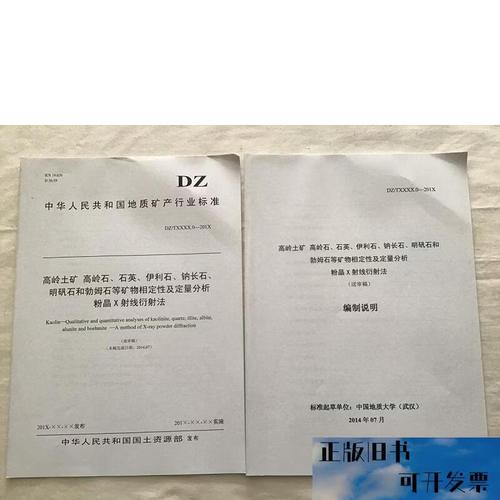 DZ
中华人民共和国地质矿产行业标准
DZ/TXXXX.0—201X
高岭土矿 高岭石、石英、伊利石、钠长石、
明矾石和勃姆石等矿物相定性及定量分析
粉晶X射线衍射法
Kaolin—Qualitative and quantitative analyses of kaolinite, quartz, illite, albite,
alunite and boehmite —A method of X-ray powder diffraction
(送审稿)
(本稿完成日期：2014.07)
201X-××-××发布
201×-××-××实施
中华人民共和国国土资源部 发布
DZ/TXXXX.0—201X
高岭土矿 高岭石、石英、伊利石、钠长石、明矾石和
勃姆石等矿物相定性及定量分析
粉晶X射线衍射法
(送审稿)
编制说明
标准起草单位：中国地质大学（武汉）
2014年07月
正版旧书
可开发票